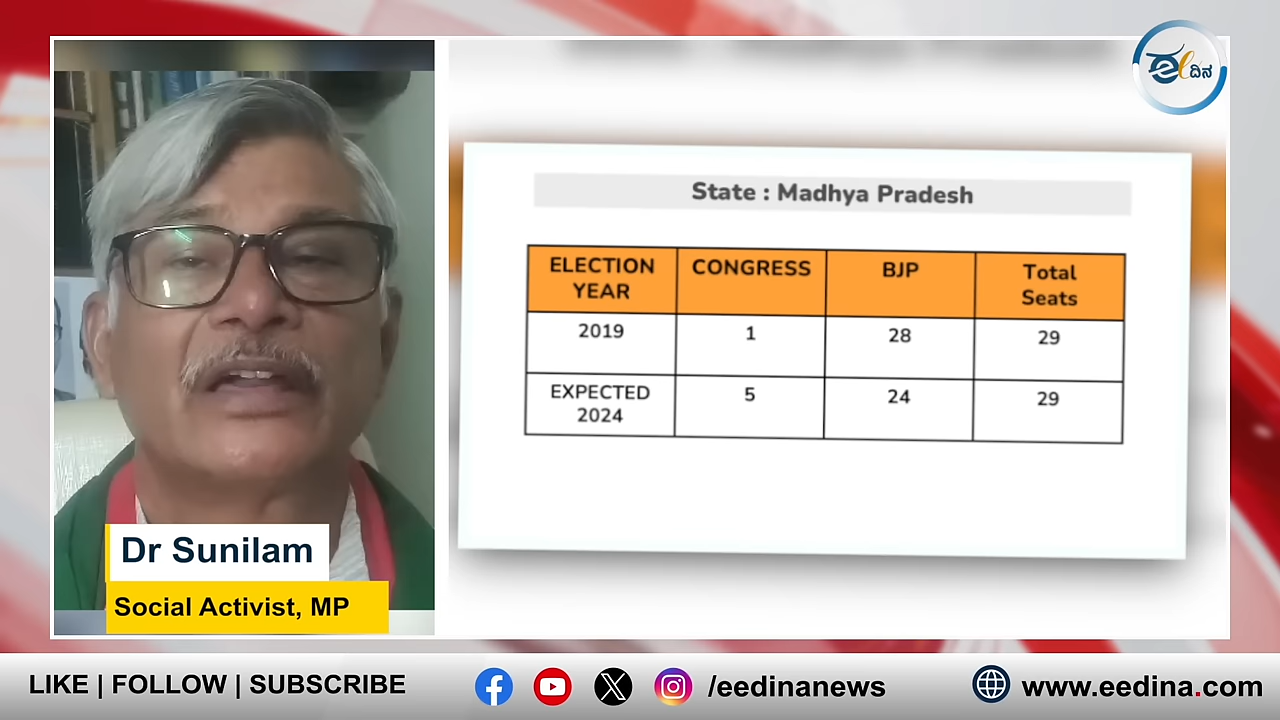 ಈ ದಿನ
State : Madhya Pradesh
ELECTION YEAR CONGRESS BJP Total Seats
2019 1 28 29
EXPECTED 2024 5 24 29
Dr Sunilam
Social Activist, MP
LIKE | FOLLOW | SUBSCRIBE /eedinanews www.eedina.com